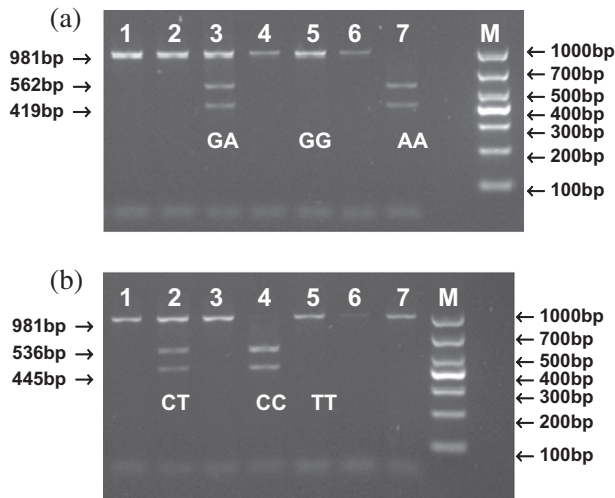 (a)
1 2 3 4 5 6 7 M
981bp →
562bp →
419bp →
← 1000bp
← 700bp
← 500bp
← 400bp
← 300bp
← 200bp
← 100bp
GA GG AA
(b)
1 2 3 4 5 6 7 M
981bp →
536bp →
445bp →
← 1000bp
← 700bp
← 500bp
← 400bp
← 300bp
← 200bp
← 100bp
CT CC TT